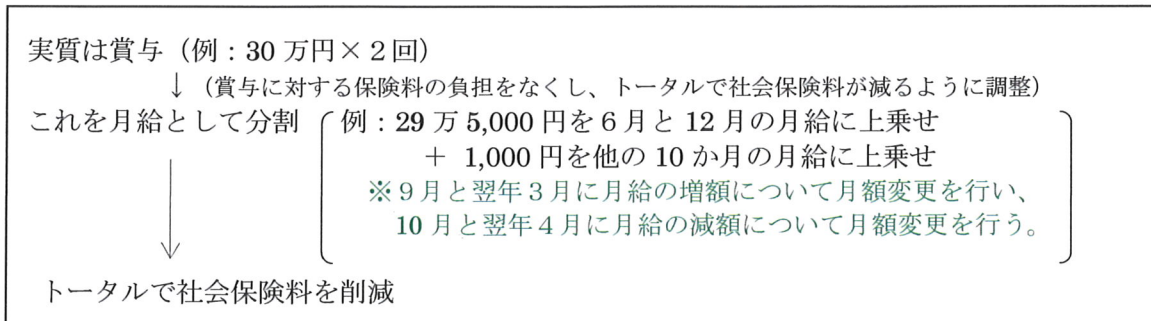 実質は賞与（例：30万円×２回）
↓（賞与に対する保険料の負担をなくし、トータルで社会保険料が減るように調整）
これを月給として分割 例：29万5,000円を６月と12月の月給に上乗せ
＋ 1,000円を他の10か月の月給に上乗せ
※９月と翌年３月に月給の増額について月額変更を行い、
10月と翌年４月に月給の減額について月額変更を行う。
トータルで社会保険料を削減